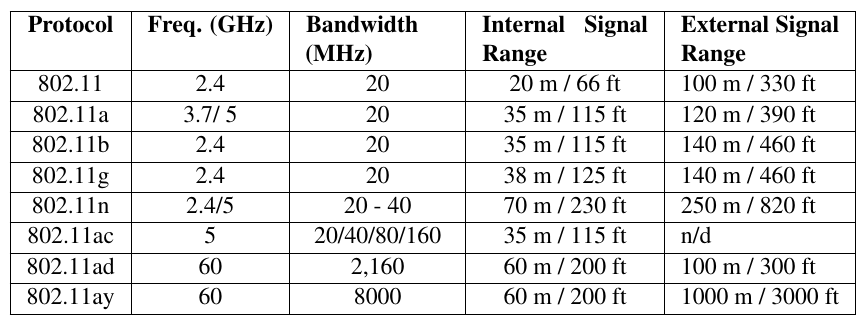 Protocol Freq. (GHz) Bandwidth (MHz) Internal Signal Range External Signal Range
802.11 2.4 20 20 m / 66 ft 100 m / 330 ft
802.11a 3.7/ 5 20 35 m / 115 ft 120 m / 390 ft
802.11b 2.4 20 35 m / 115 ft 140 m / 460 ft
802.11g 2.4 20 38 m / 125 ft 140 m / 460 ft
802.11n 2.4/5 20 - 40 70 m / 230 ft 250 m / 820 ft
802.11ac 5 20/40/80/160 35 m / 115 ft n/d
802.11ad 60 2,160 60 m / 200 ft 100 m / 300 ft
802.11ay 60 8000 60 m / 200 ft 1000 m / 3000 ft